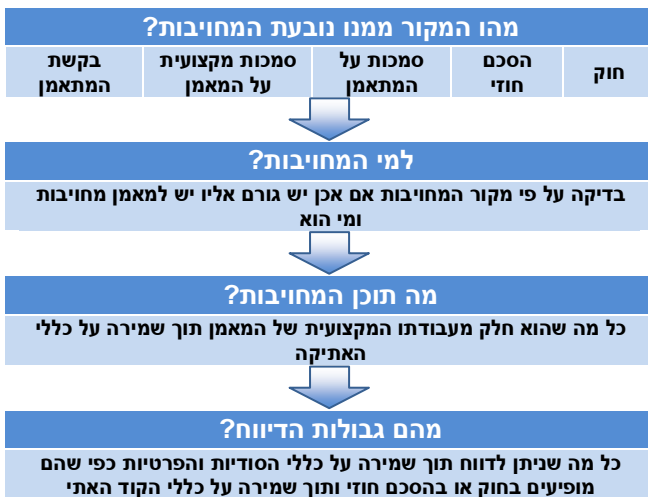 מהו המקור ממנו נובעת המחויבות?
חוק
הסכם
חוזי
סמכות על
המתאמן
סמכות מקצועית
על המאמן
בקשת
המתאמן
למי המחויבות?
בדיקה על פי מקור המחויבות אם אכן יש גורם אליו יש למאמן מחויבות
ומי הוא
מה תוכן המחויבות?
כל מה שהוא חלק מעבודתו המקצועית של המאמן תוך שמירה על כללי
האתיקה
מהם גבולות הדיווח?
כל מה שניתן לדווח תוך שמירה על כללי הסודיות והפרטיות כפי שהם
מופיעים בחוק או בהסכם חוזי ותוך שמירה על כללי הקוד האתי